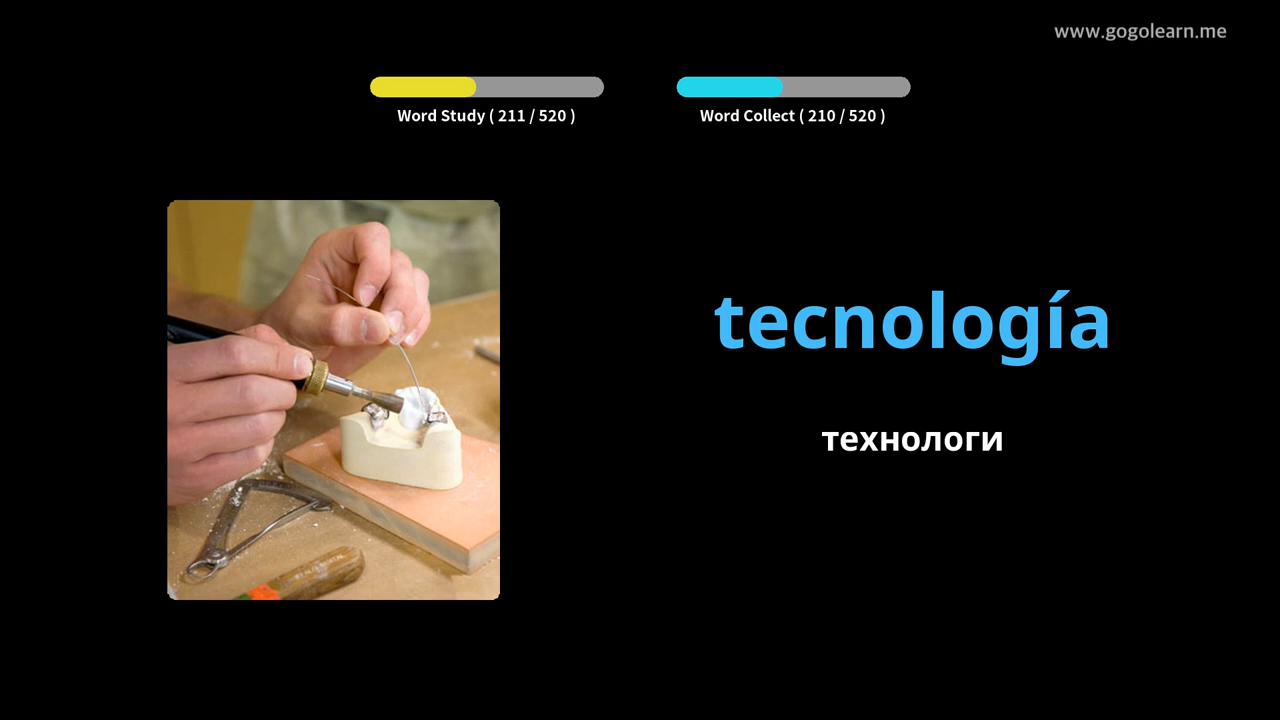 www.gogolearn.me
Word Study ( 211 / 520 )
Word Collect ( 210 / 520 )
tecnología
технологи